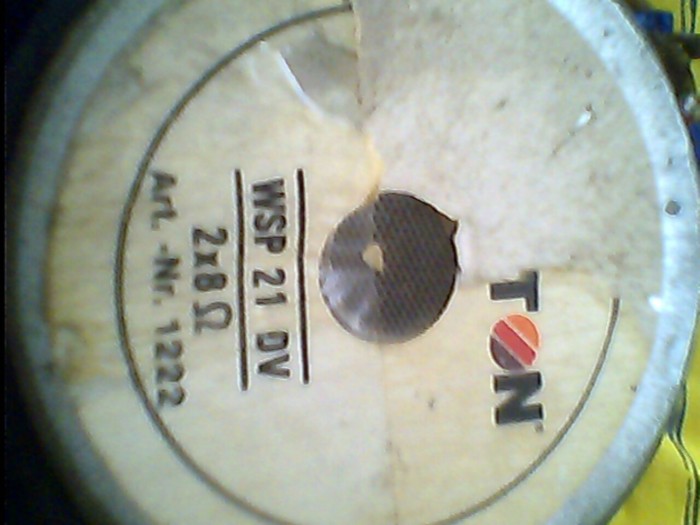 TON
WSP 21 DV
2x8 Ω
Art. -Nr. 1222